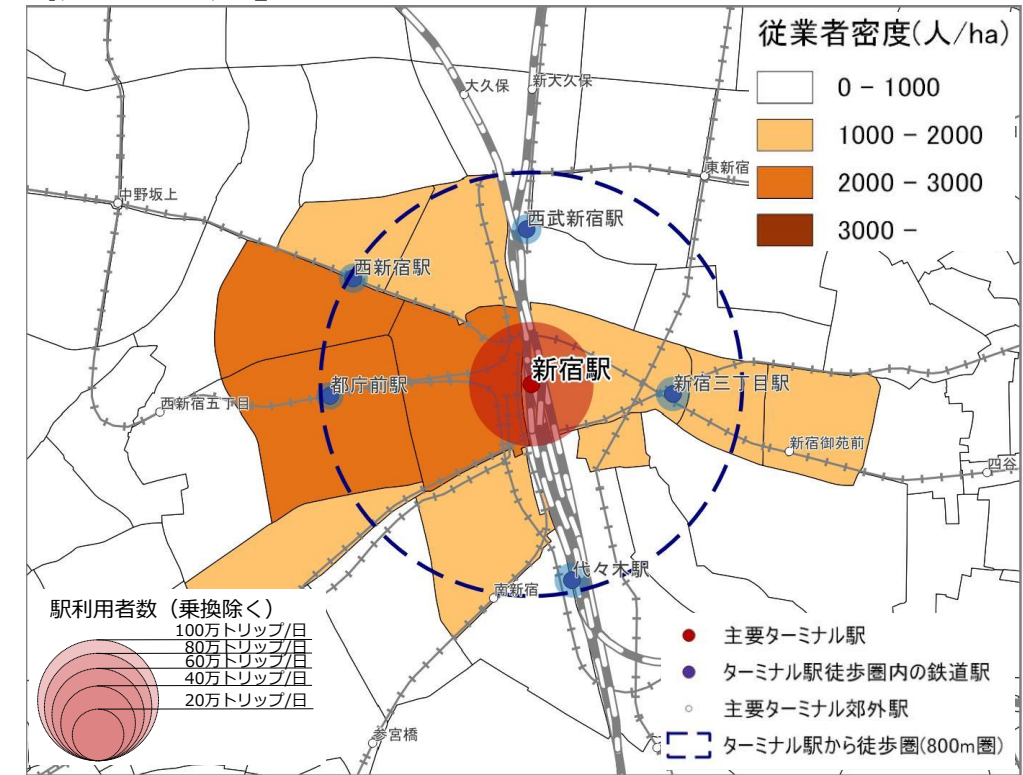 従業者密度(人/ha)
0 - 1000
1000 - 2000
2000 - 3000
3000 -
大久保
新大久保
東新宿
中野坂上
西武新宿駅
西新宿駅
新宿駅
都庁前駅
新宿三丁目駅
西新宿五丁目
新宿御苑前
四谷
代々木駅
南新宿
参宮橋
駅利用者数（乗換除く）
100万トリップ/日
80万トリップ/日
60万トリップ/日
40万トリップ/日
20万トリップ/日
主要ターミナル駅
ターミナル駅徒歩圏内の鉄道駅
主要ターミナル郊外駅
ターミナル駅から徒歩圏(800m圏)